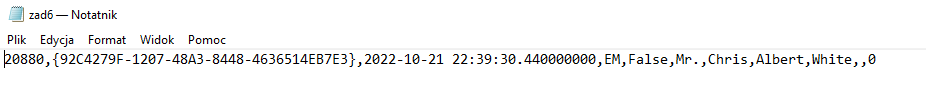 zad6 — Notatnik
Plik Edycja Format Widok Pomoc
20880,{92C4279F-1207-48A3-8448-4636514EB7E3},2022-10-21 22:39:30.440000000,EM,False,Mr.,Chris,Albert,White,,0